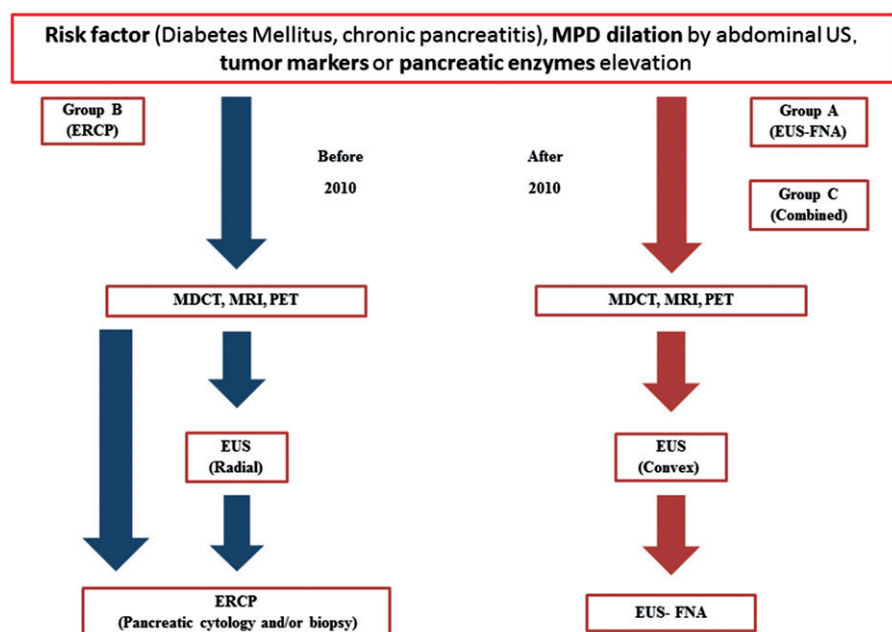 Risk factor (Diabetes Mellitus, chronic pancreatitis), MPD dilation by abdominal US,
tumor markers or pancreatic enzymes elevation
Group B
(ERCP)
Before
2010
After
2010
Group A
(EUS-FNA)
Group C
(Combined)
MDCT, MRI, PET
MDCT, MRI, PET
EUS
(Radial)
EUS
(Convex)
ERCP
(Pancreatic cytology and/or biopsy)
EUS- FNA